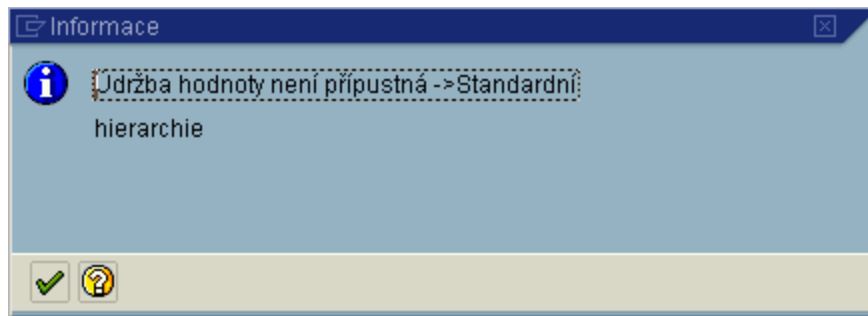 Informace
Údržba hodnoty není přípustná ->Standardní
hierarchie